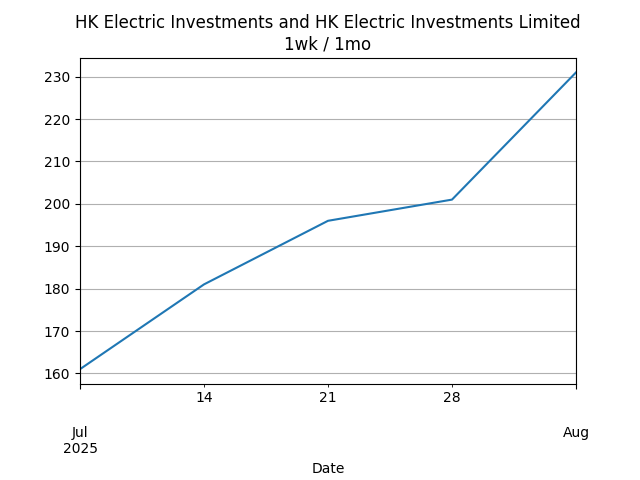 HK Electric Investments and HK Electric Investments Limited
1wk / 1mo
230
220
210
200
190
180
170
160
14
21
28
Jul
Aug
2025
Date